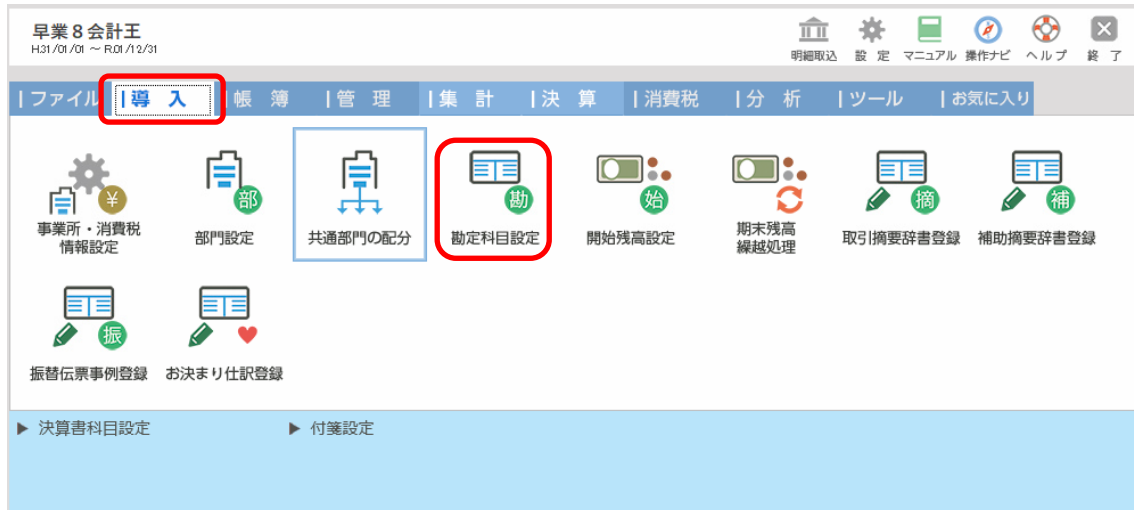 早業8会計王
H.31/01/01 ～ R.01/12/31
明細取込 設 定 マニュアル 操作ナビ ヘルプ 終 了
|ファイル |導 入 |帳 簿 |管 理 |集 計 |決 算 |消費税 |分 析 |ツール |お気に入り
¥ 部 勘 始 摘 補
事業所・消費税
情報設定
部門設定
共通部門の配分
勘定科目設定
開始残高設定
期末残高
繰越処理
取引摘要辞書登録
補助摘要辞書登録
振
振替伝票事例登録
お決まり仕訳登録
▶ 決算書科目設定 ▶ 付箋設定